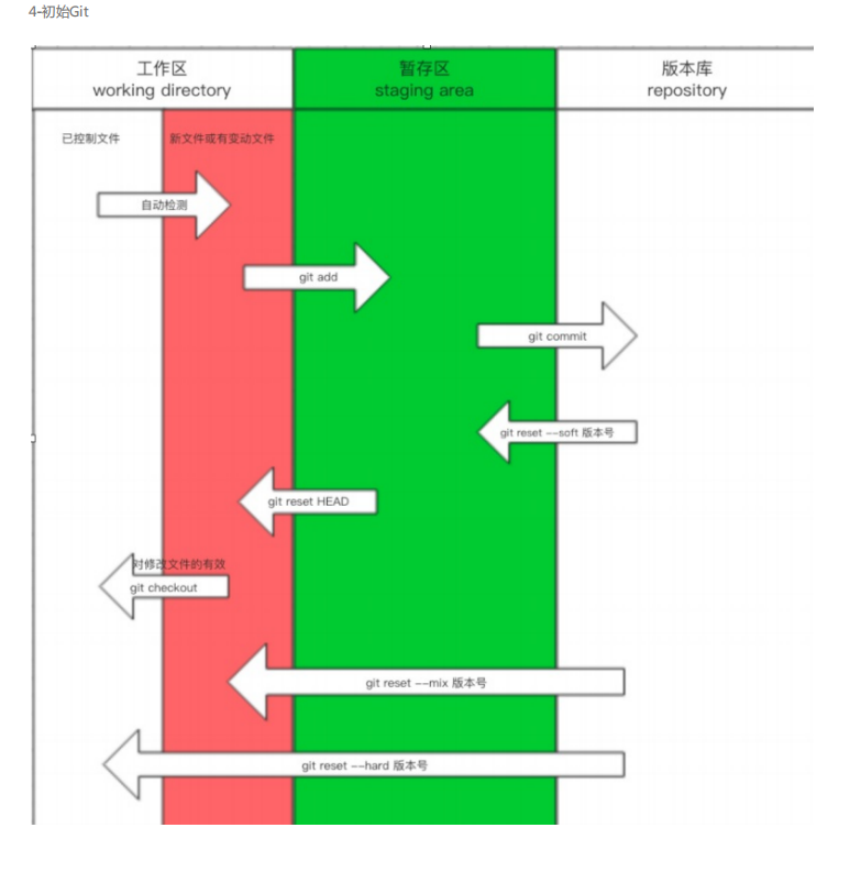 4-初始Git
工作区
working directory
暂存区
staging area
版本库
repository
已控制文件
新文件或有变动文件
自动检测
git add
git commit
git reset --soft 版本号
git reset HEAD
对修改文件的有效
git checkout
git reset --mix 版本号
git reset --hard 版本号